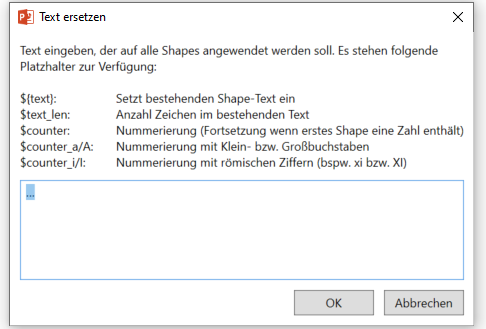 Text ersetzen
Text eingeben, der auf alle Shapes angewendet werden soll. Es stehen folgende
Platzhalter zur Verfügung:
${text}: Setzt bestehenden Shape-Text ein
$text_len: Anzahl Zeichen im bestehenden Text
$counter: Nummerierung (Fortsetzung wenn erstes Shape eine Zahl enthält)
$counter_a/A: Nummerierung mit Klein- bzw. Großbuchstaben
$counter_i/I: Nummerierung mit römischen Ziffern (bspw. xi bzw. XI)
...
OK Abbrechen